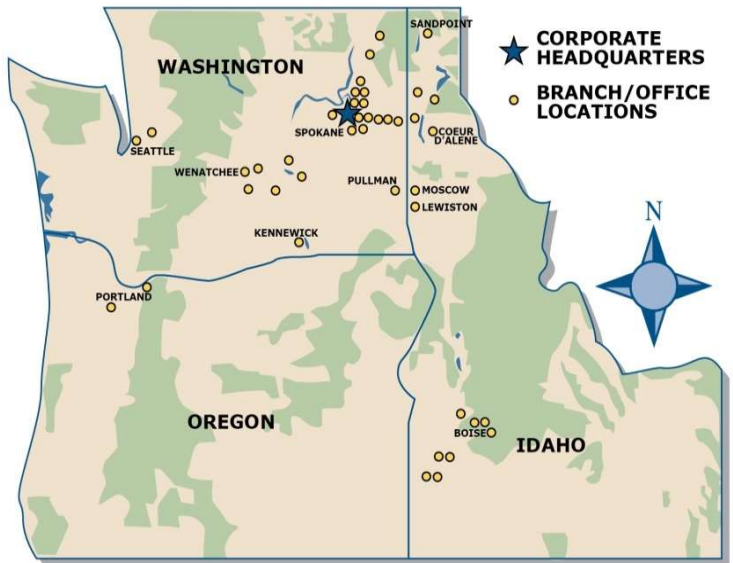 SANDPOINT
CORPORATE
HEADQUARTERS
WASHINGTON
BRANCH/OFFICE
LOCATIONS
SPOKANE
COEUR
D'ALENE
SEATTLE
WENATCHEE
PULLMAN
MOSCOW
LEWISTON
N
KENNEWICK
PORTLAND
OREGON
BOISE
IDAHO